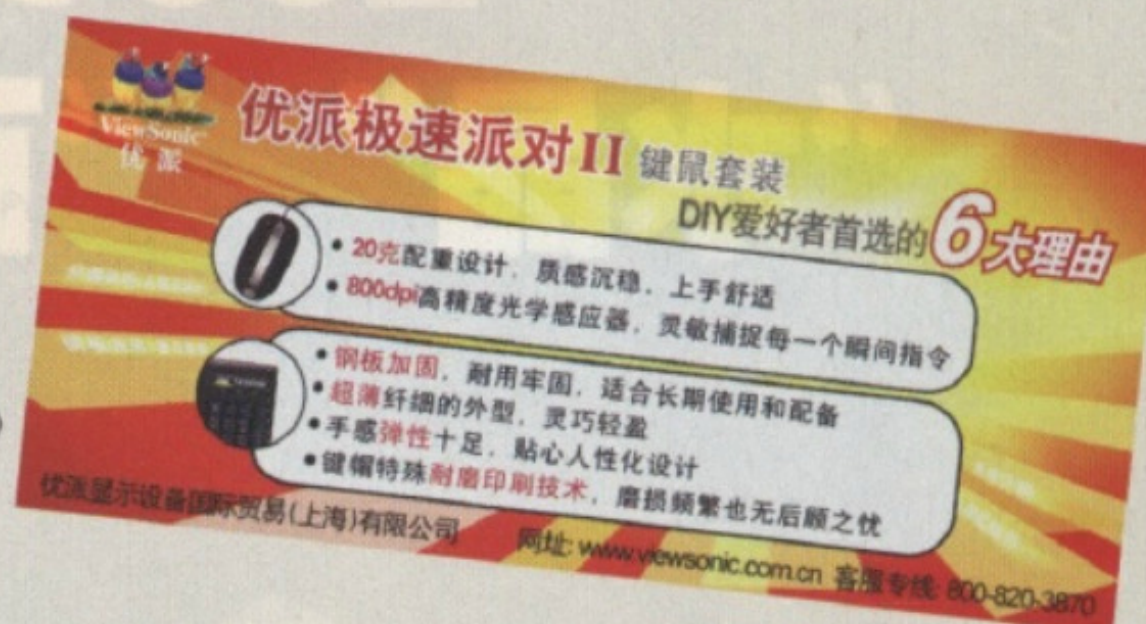 ViewSonic
优派
优派极速派对II 键鼠套装
DIY爱好者首选的6大理由
• 20克配重设计，质感沉稳，上手舒适
• 800dpi高精度光学感应器，灵敏捕捉每一个瞬间指令
• 钢板加固，耐用牢固，适合长期使用和配备
• 超薄纤细的外型，灵巧轻盈
• 手感弹性十足，贴心人性化设计
• 键帽特殊耐磨印刷技术，磨损频繁也无后顾之忧
优派显示设备国际贸易(上海)有限公司 网址: www.viewsonic.com.cn 客服专线: 800-820-3870